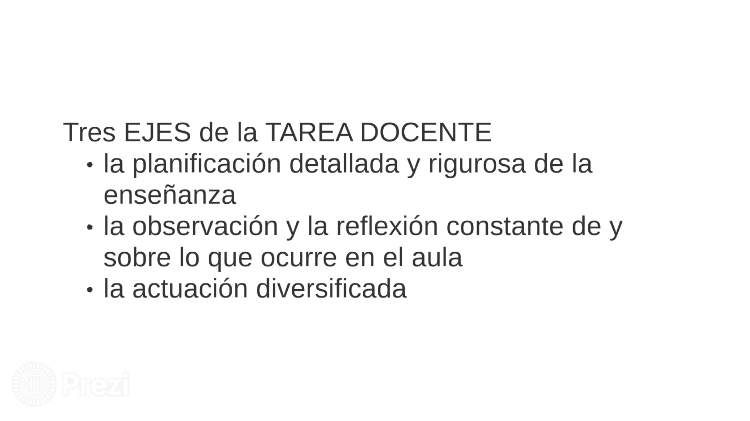 Tres EJES de la TAREA DOCENTE
• la planificación detallada y rigurosa de la
enseñanza
• la observación y la reflexión constante de y
sobre lo que ocurre en el aula
• la actuación diversificada
Prezi